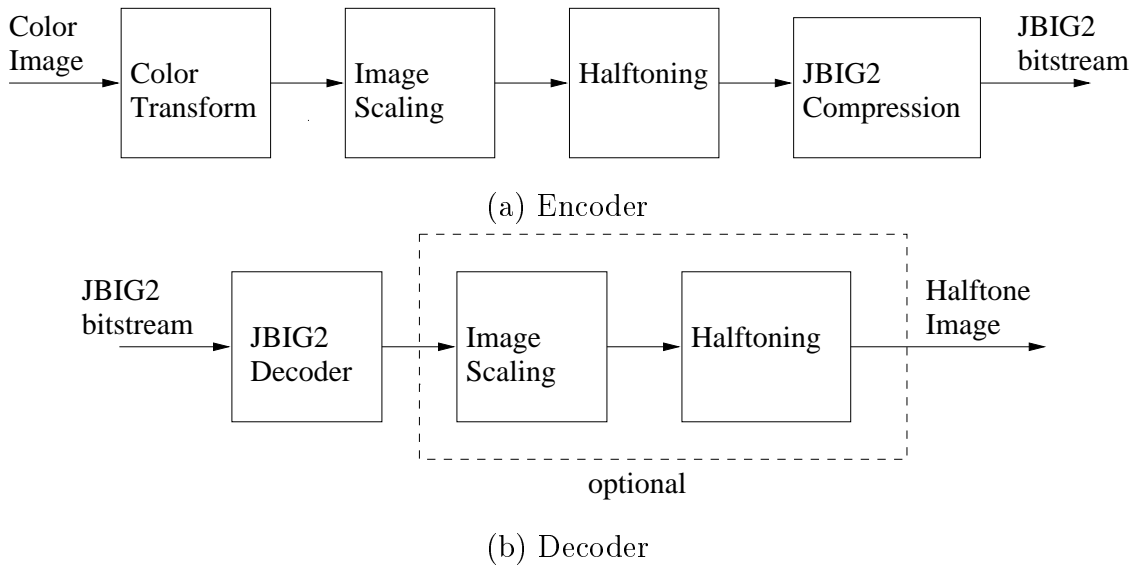 Color
Image
Color
Transform
Image
Scaling
Halftoning
JBIG2
Compression
JBIG2
bitstream
(a) Encoder
JBIG2
bitstream
JBIG2
Decoder
Image
Scaling
Halftoning
Halftone
Image
optional
(b) Decoder